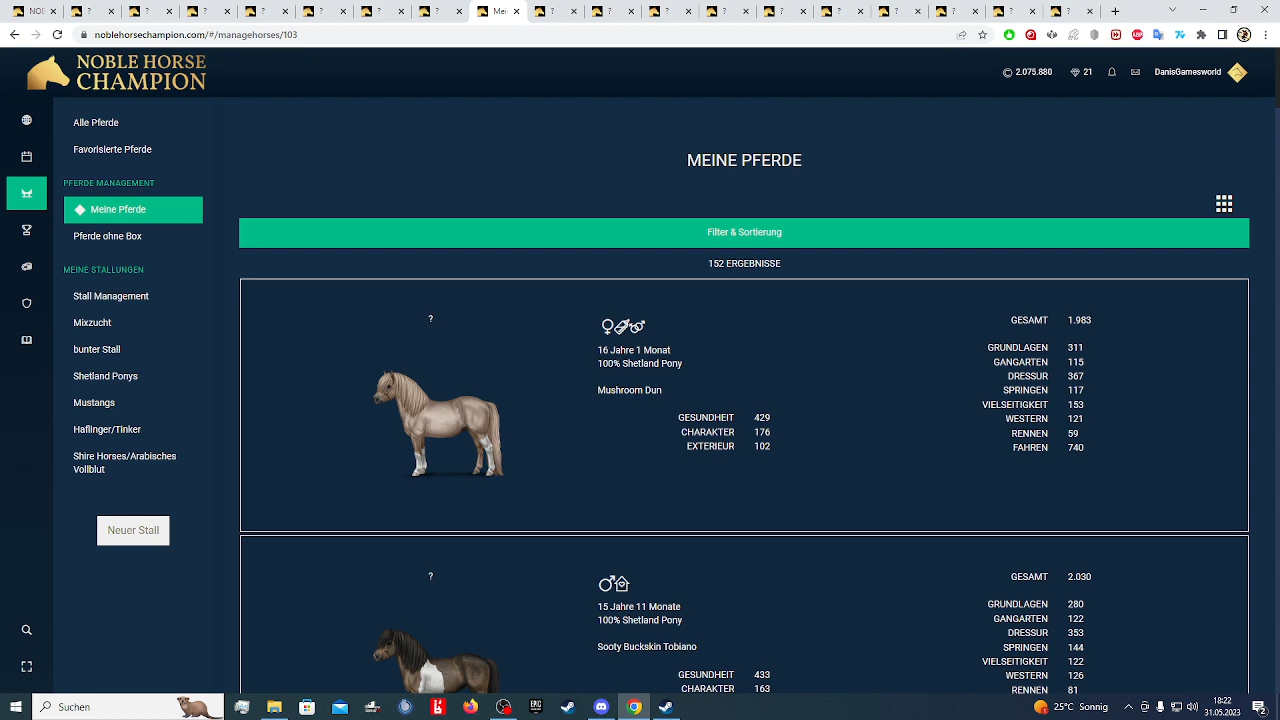 NOE
?
?
?
?
?
?
?
Mei
?
?
?
?
?
?
?
?
?
?
noblehorsechampion.com/#/managehorses/103
NOBLE HORSE
CHAMPION
2.075.880
21
DanisGamesworld
Alle Pferde
Favorisierte Pferde
PFERDE MANAGEMENT
Meine Pferde
Pferde ohne Box
MEINE STALLUNGEN
Stall Management
Mixzucht
bunter Stall
Shetland Ponys
Mustangs
Haflinger/Tinker
Shire Horses/Arabisches
Vollblut
Neuer Stall
MEINE PFERDE
Filter & Sortierung
152 ERGEBNISSE
?
16 Jahre 1 Monat
100% Shetland Pony
Mushroom Dun
GESUNDHEIT 429
CHARAKTER 176
EXTERIEUR 102
GESAMT 1.983
GRUNDLAGEN 311
GANGARTEN 115
DRESSUR 367
SPRINGEN 117
VIELSEITIGKEIT 153
WESTERN 121
RENNEN 59
FAHREN 740
?
15 Jahre 11 Monate
100% Shetland Pony
Sooty Buckskin Tobiano
GESUNDHEIT 433
CHARAKTER 163
GESAMT 2.030
GRUNDLAGEN 280
GANGARTEN 122
DRESSUR 353
SPRINGEN 144
VIELSEITIGKEIT 122
WESTERN 126
RENNEN 81
Suchen
25°C Sonnig
18:22
31.05.2023